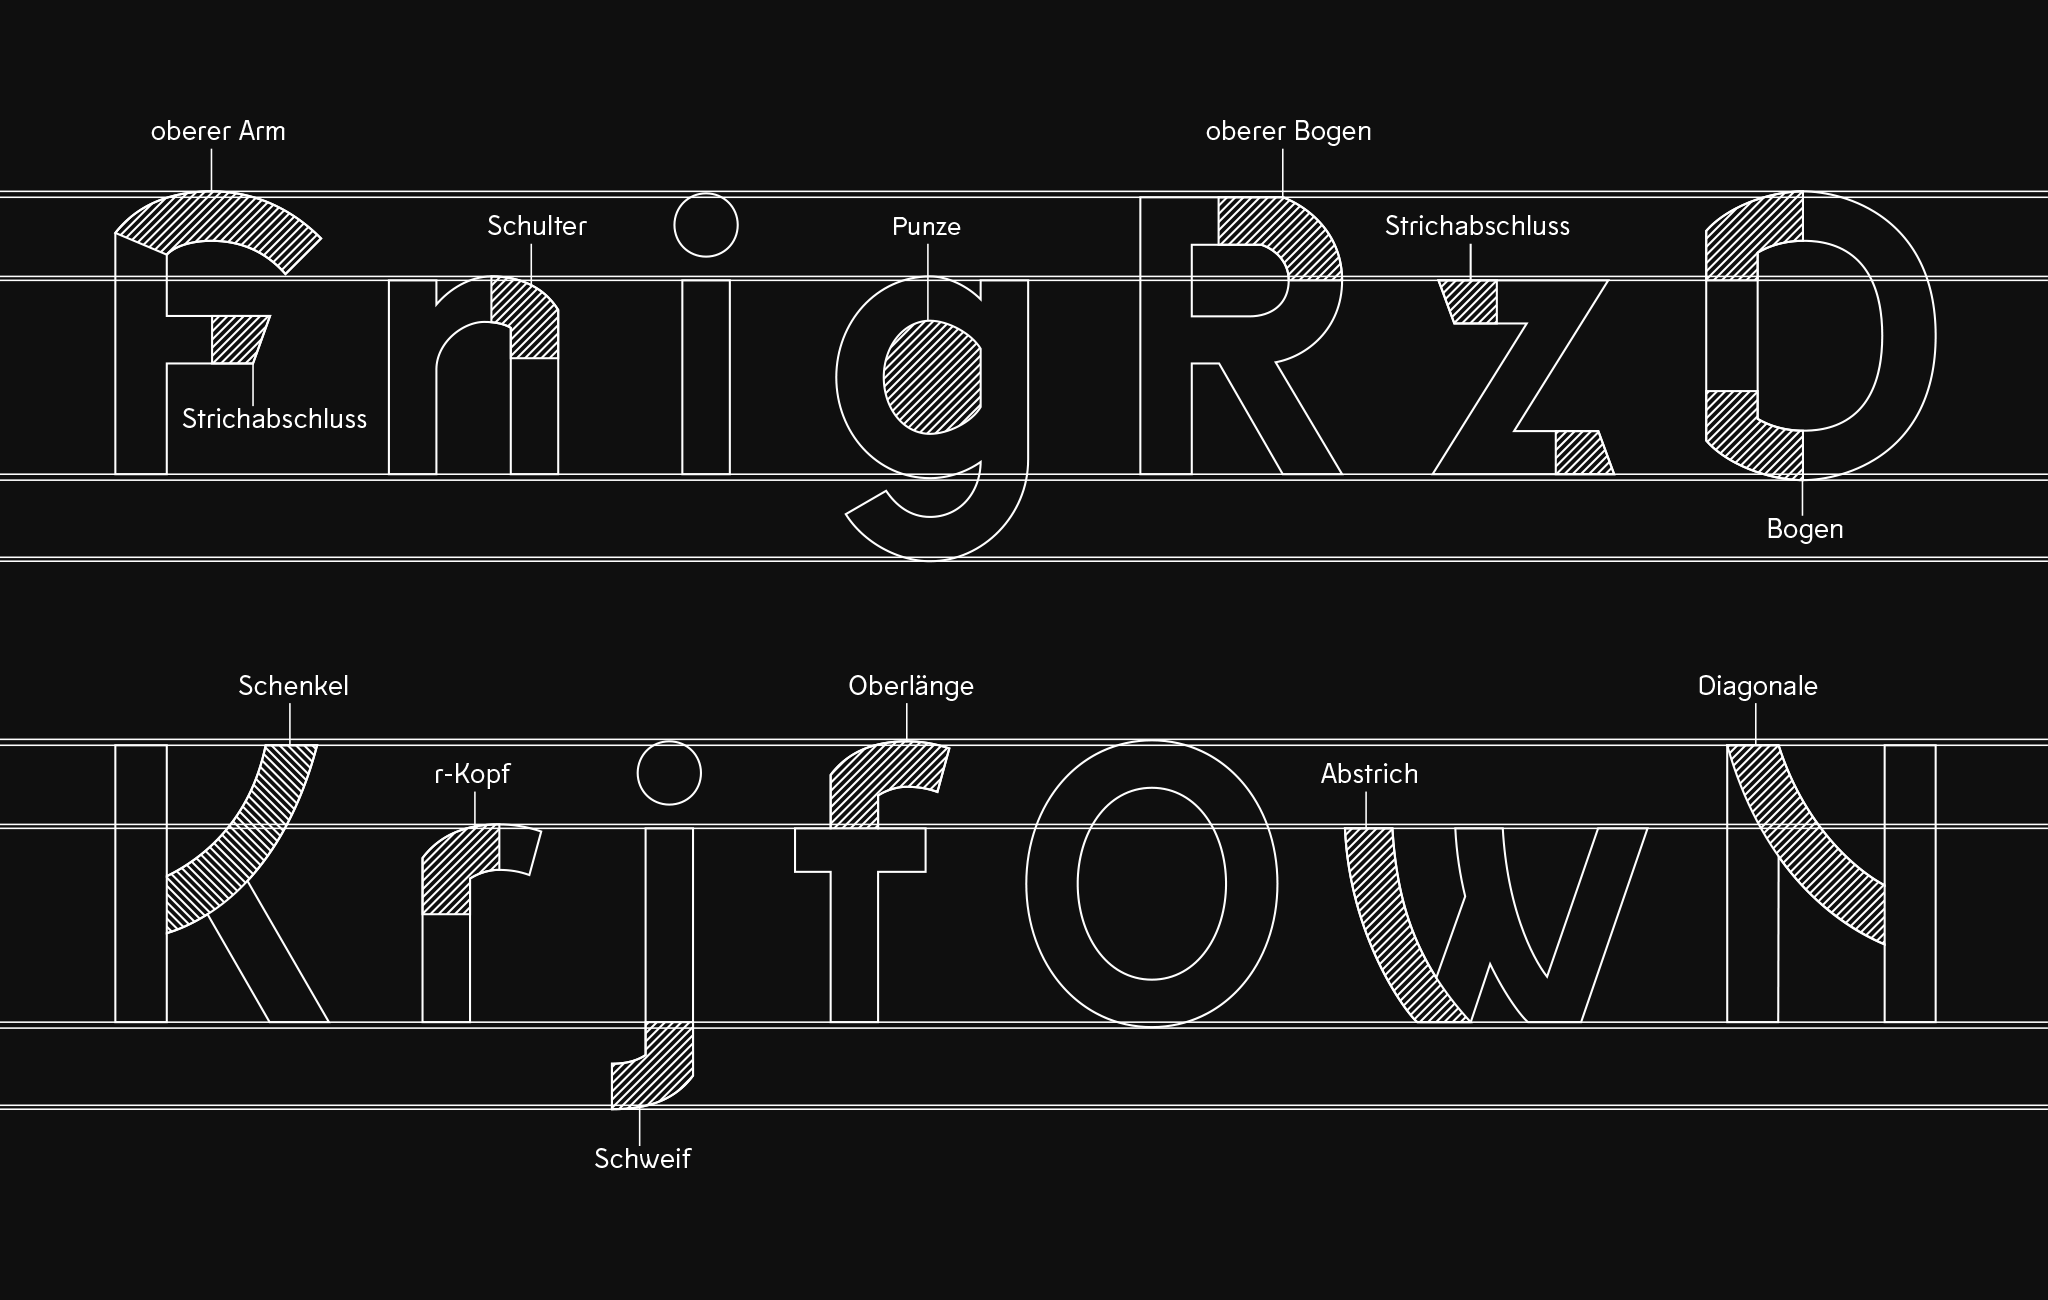 oberer Arm
oberer Bogen
Schulter
Punze
Strichabschluss
F n i g R z D
Strichabschluss
Bogen
Schenkel
Oberlänge
Diagonale
r-Kopf
Abstrich
K r j f O w N
Schweif